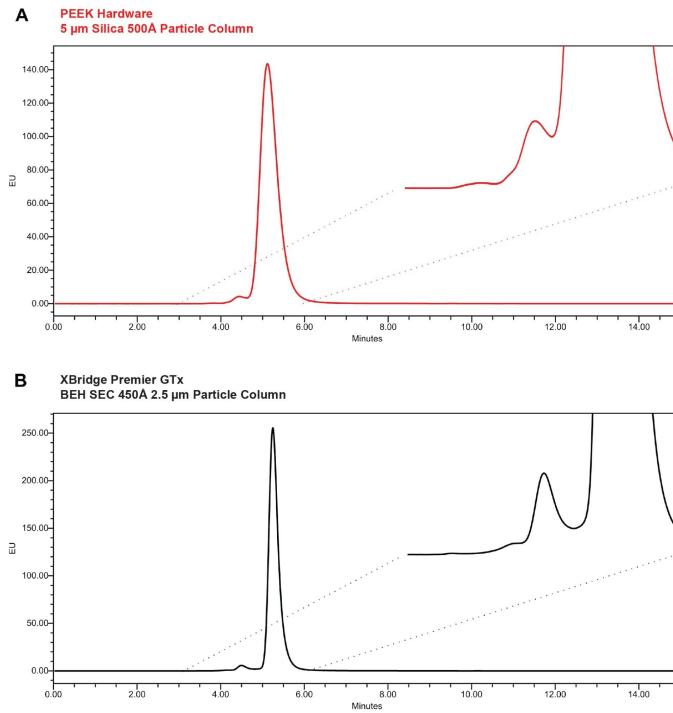 A
PEEK Hardware
5 µm Silica 500Å Particle Column
140.00
120.00
100.00
80.00
60.00
40.00
20.00
0.00
EU
0.00 2.00 4.00 6.00 8.00 10.00 12.00 14.00
Minutes
B
XBridge Premier GTx
BEH SEC 450Å 2.5 µm Particle Column
250.00
200.00
150.00
100.00
50.00
0.00
EU
0.00 2.00 4.00 6.00 8.00 10.00 12.00 14.00
Minutes